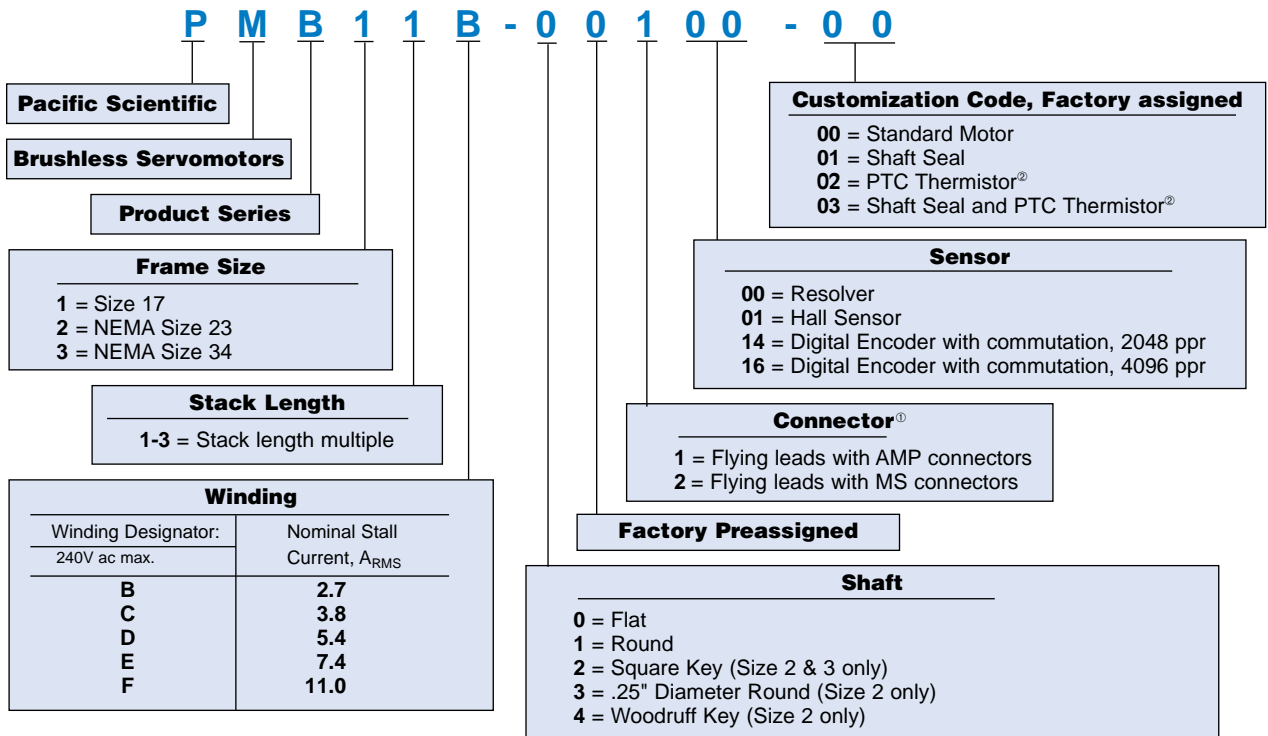 P M B 1 1 B - 0 0 1 0 0 - 0 0
Pacific Scientific
Brushless Servomotors
Product Series
Frame Size
1 = Size 17
2 = NEMA Size 23
3 = NEMA Size 34
Stack Length
1-3 = Stack length multiple
Winding
Winding Designator: Nominal Stall
240V ac max. Current, ARMS
B 2.7
C 3.8
D 5.4
E 7.4
F 11.0
Customization Code, Factory assigned
00 = Standard Motor
01 = Shaft Seal
02 = PTC Thermistor②
03 = Shaft Seal and PTC Thermistor②
Sensor
00 = Resolver
01 = Hall Sensor
14 = Digital Encoder with commutation, 2048 ppr
16 = Digital Encoder with commutation, 4096 ppr
Connector①
1 = Flying leads with AMP connectors
2 = Flying leads with MS connectors
Factory Preassigned
Shaft
0 = Flat
1 = Round
2 = Square Key (Size 2 & 3 only)
3 = .25" Diameter Round (Size 2 only)
4 = Woodruff Key (Size 2 only)